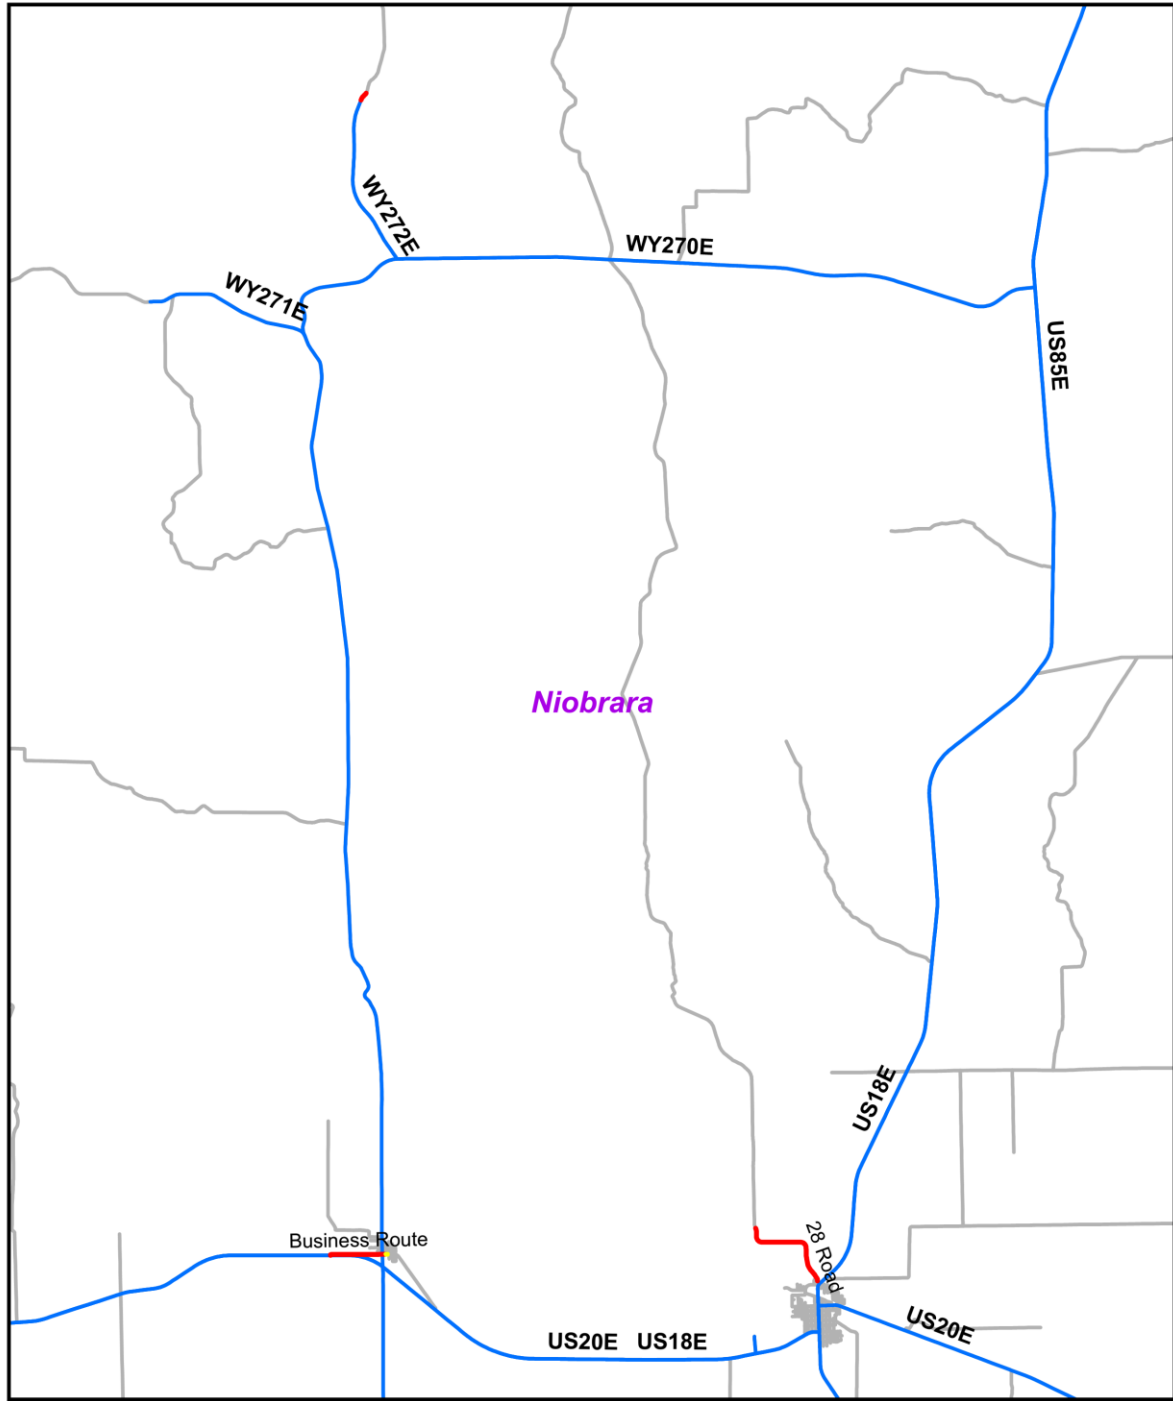 WY272E
WY270E
WY271E
US85E
Niobrara
US18E
28 Road
Business Route
US20E US18E
US20E